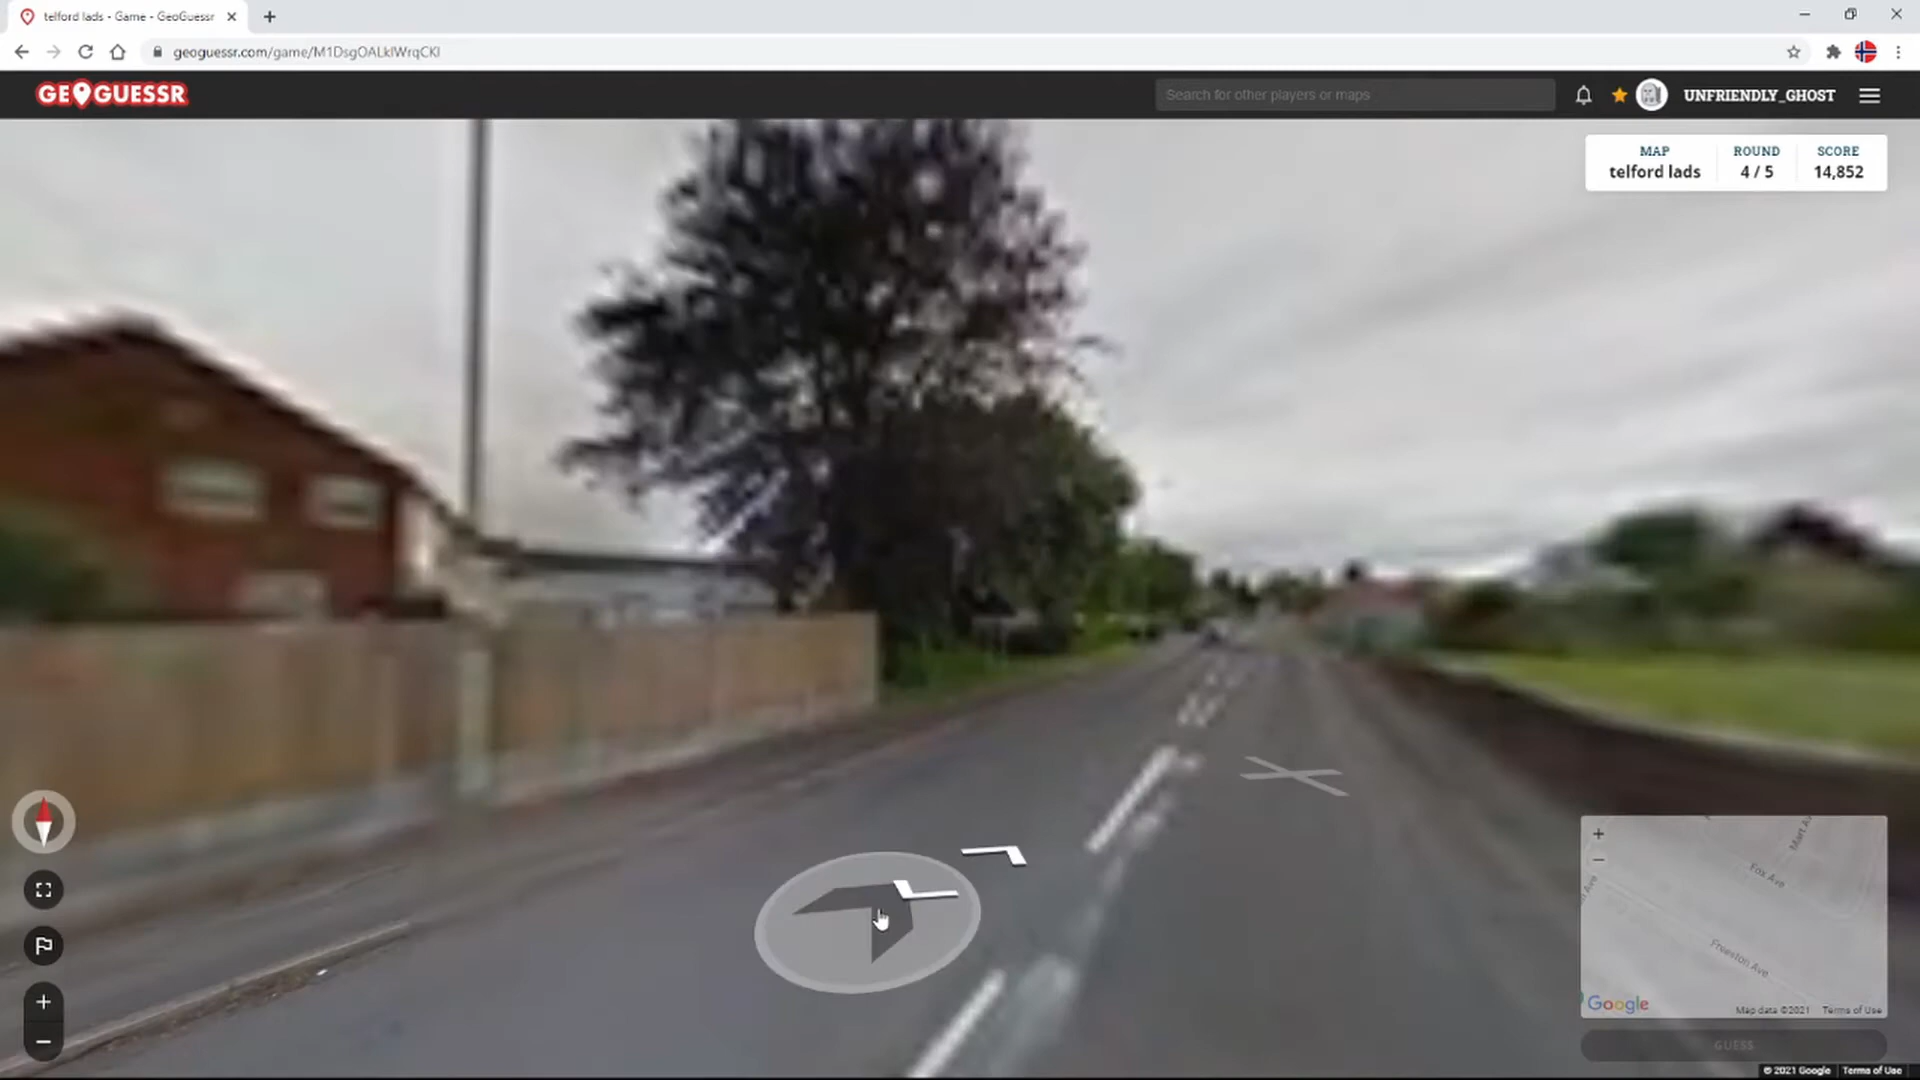 telford lads - Game - GeoGuessr
geoguessr.com/game/M1DsgOALkIWrqCKI
GEOGUESSR
Search for other players or maps
UNFRIENDLY_GHOST
MAP ROUND SCORE
telford lads 4 / 5 14,852
Mart Av
Fox Ave
Freeston Ave
Google
Map data ©2021 Terms of Use
GUESS
© 2021 Google Terms of Use